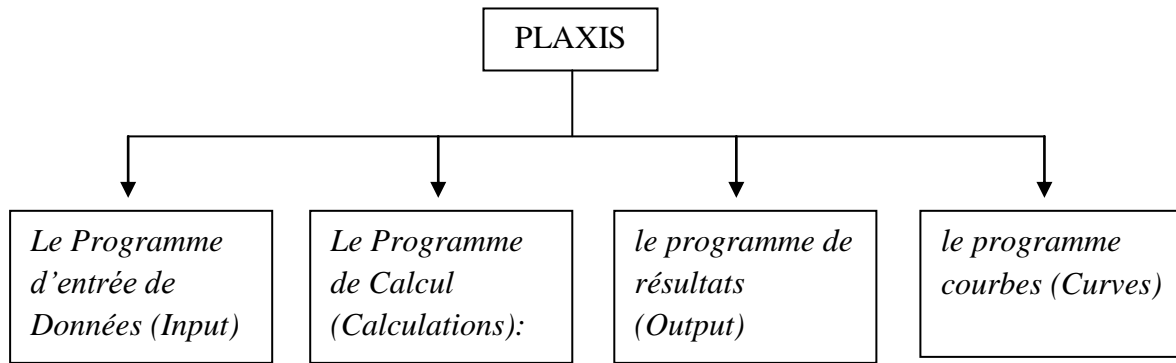 PLAXIS
Le Programme
d’entrée de
Données (Input)
Le Programme
de Calcul
(Calculations):
le programme de
résultats
(Output)
le programme
courbes (Curves)